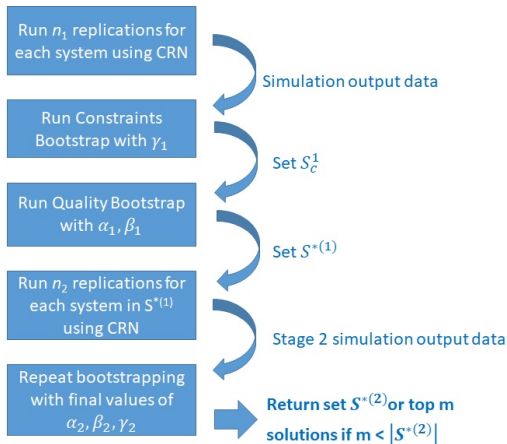 Run n₁ replications for
each system using CRN
Simulation output data
Run Constraints
Bootstrap with γ₁
Set S_c^1
Run Quality Bootstrap
with α₁, β₁
Set S*⁽¹⁾
Run n₂ replications for
each system in S*⁽¹⁾
using CRN
Stage 2 simulation output data
Repeat bootstrapping
with final values of
α₂, β₂, γ₂
Return set S*⁽²⁾ or top m
solutions if m < |S*⁽²⁾|